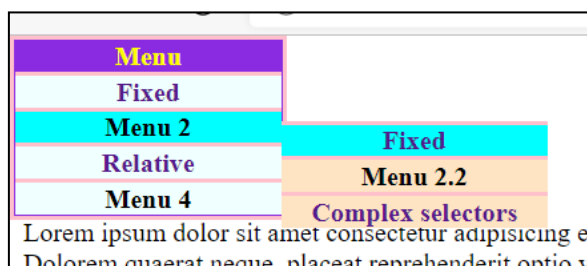 Menu
Fixed
Menu 2
Fixed
Relative
Menu 2.2
Menu 4
Complex selectors
Lorem ipsum dolor sit amet consectetur adipisicing e
Dolorem quaerat neque, placeat reprehenderit optio v